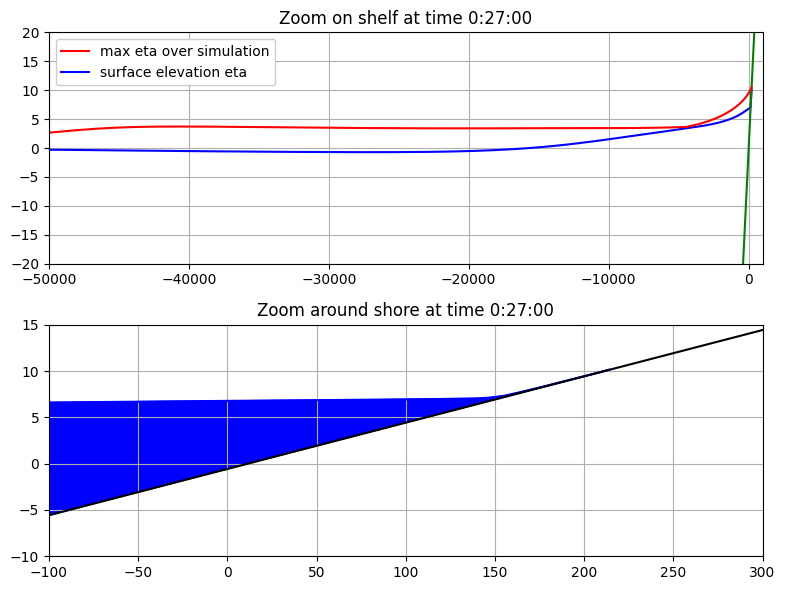 Zoom on shelf at time 0:27:00
20
15
10
5
0
−5
−10
−15
−20
max eta over simulation
surface elevation eta
−50000 −40000 −30000 −20000 −10000 0
Zoom around shore at time 0:27:00
15
10
5
0
−5
−10
−100 −50 0 50 100 150 200 250 300